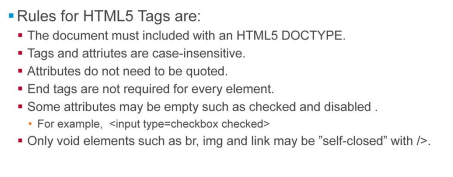 Rules for HTML5 Tags are:
The document must included with an HTML5 DOCTYPE.
Tags and attriutes are case-insensitive.
Attributes do not need to be quoted.
End tags are not required for every element.
Some attributes may be empty such as checked and disabled .
For example, <input type=checkbox checked>
Only void elements such as br, img and link may be ”self-closed” with />.